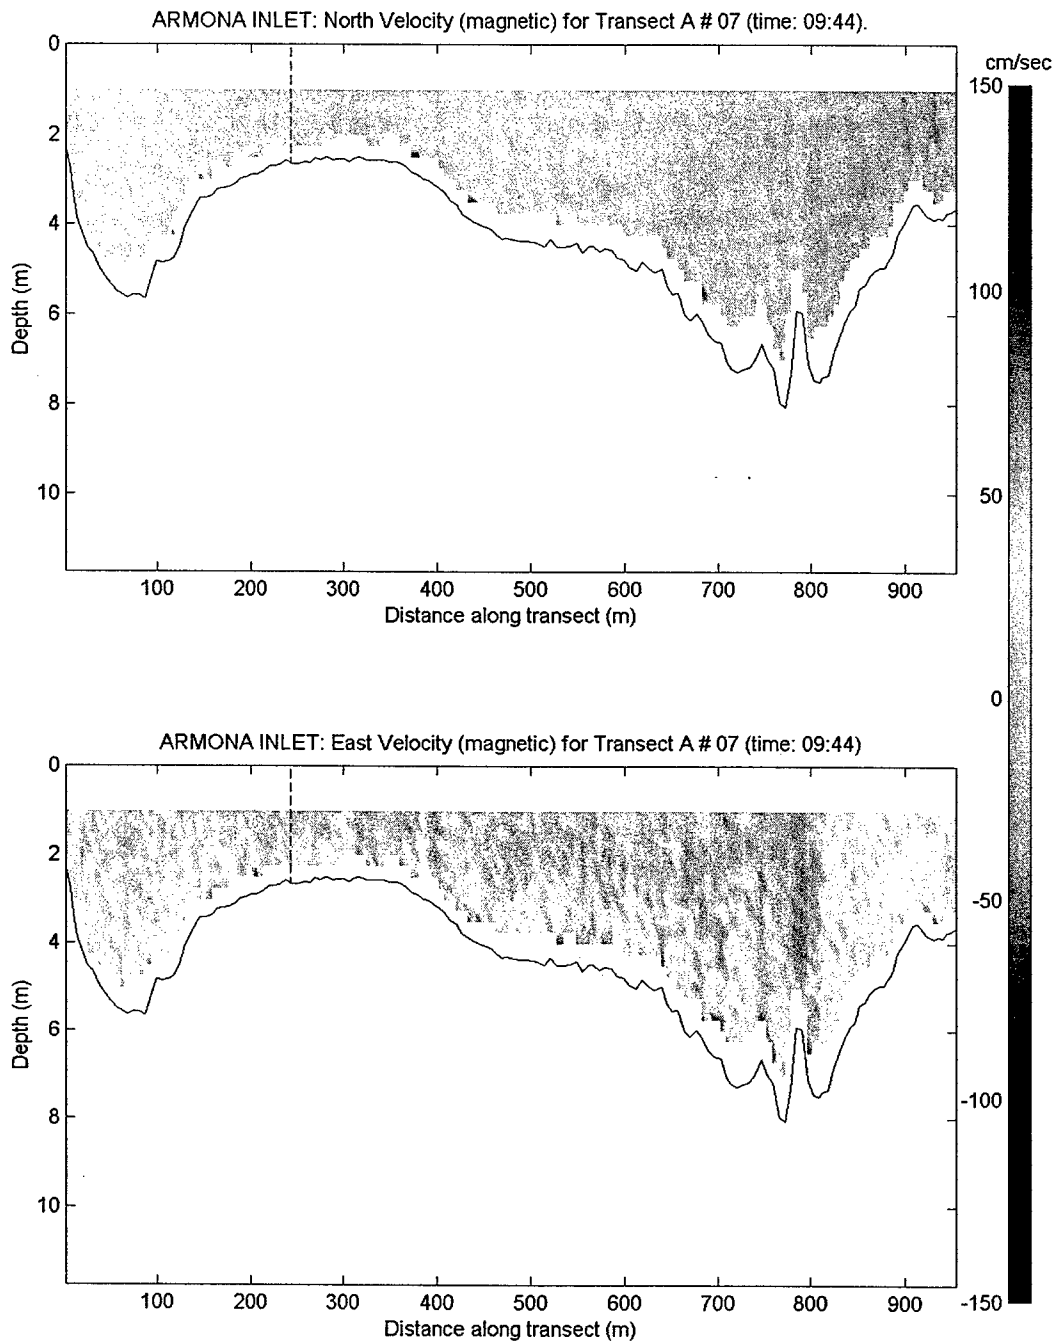 ARMONA INLET: North Velocity (magnetic) for Transect A # 07 (time: 09:44).
0
2
4
6
8
10
Depth (m)
100 200 300 400 500 600 700 800 900
Distance along transect (m)
cm/sec
150
100
50
0
-50
-100
-150
ARMONA INLET: East Velocity (magnetic) for Transect A # 07 (time: 09:44)
0
2
4
6
8
10
Depth (m)
100 200 300 400 500 600 700 800 900
Distance along transect (m)